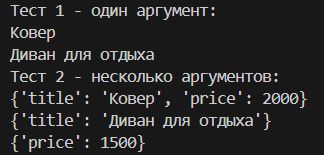 Тест 1 - один аргумент:
Ковер
Диван для отдыха
Тест 2 - несколько аргументов:
{'title': 'Ковер', 'price': 2000}
{'title': 'Диван для отдыха'}
{'price': 1500}